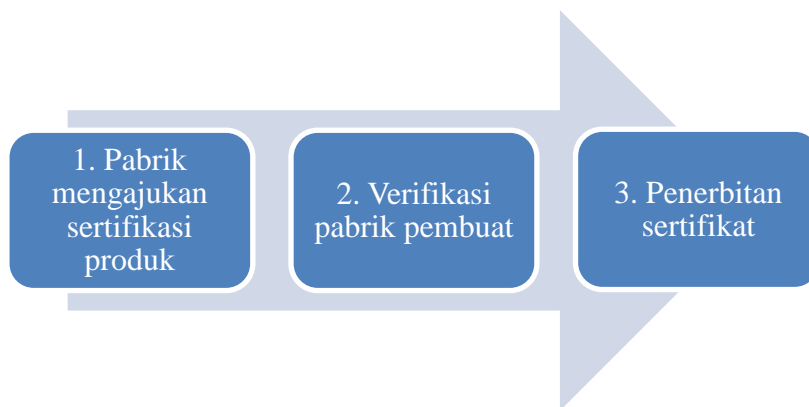 1. Pabrik
mengajukan
sertifikasi
produk
2. Verifikasi
pabrik pembuat
3. Penerbitan
sertifikat